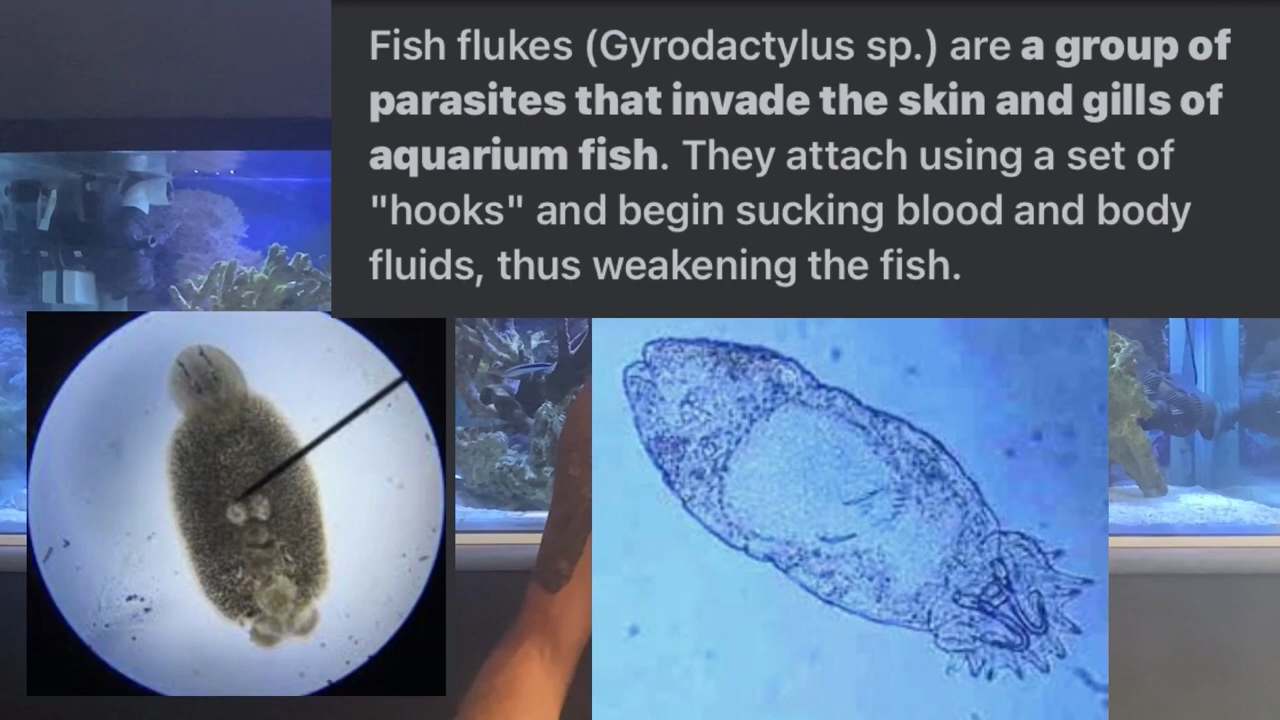 Fish flukes (Gyrodactylus sp.) are a group of
parasites that invade the skin and gills of
aquarium fish. They attach using a set of
"hooks" and begin sucking blood and body
fluids, thus weakening the fish.